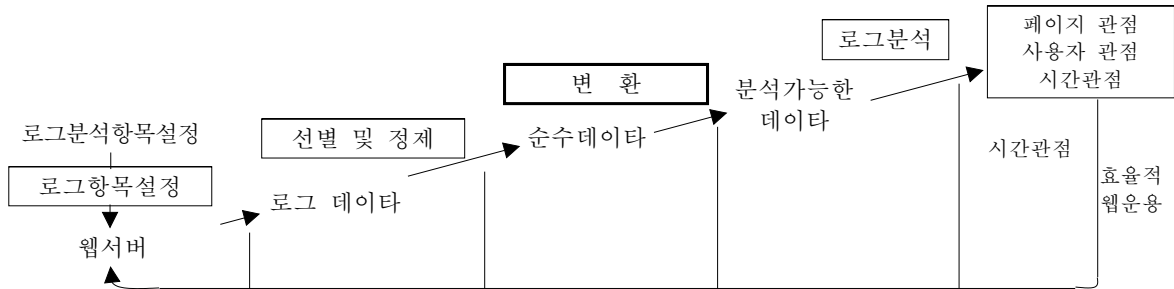 로그분석항목설정
로그항목설정
웹서버
선별 및 정제
로그 데이타
변 환
순수데이타
로그분석
분석가능한
데이타
페이지 관점
사용자 관점
시간관점
시간관점
효율적
웹운용